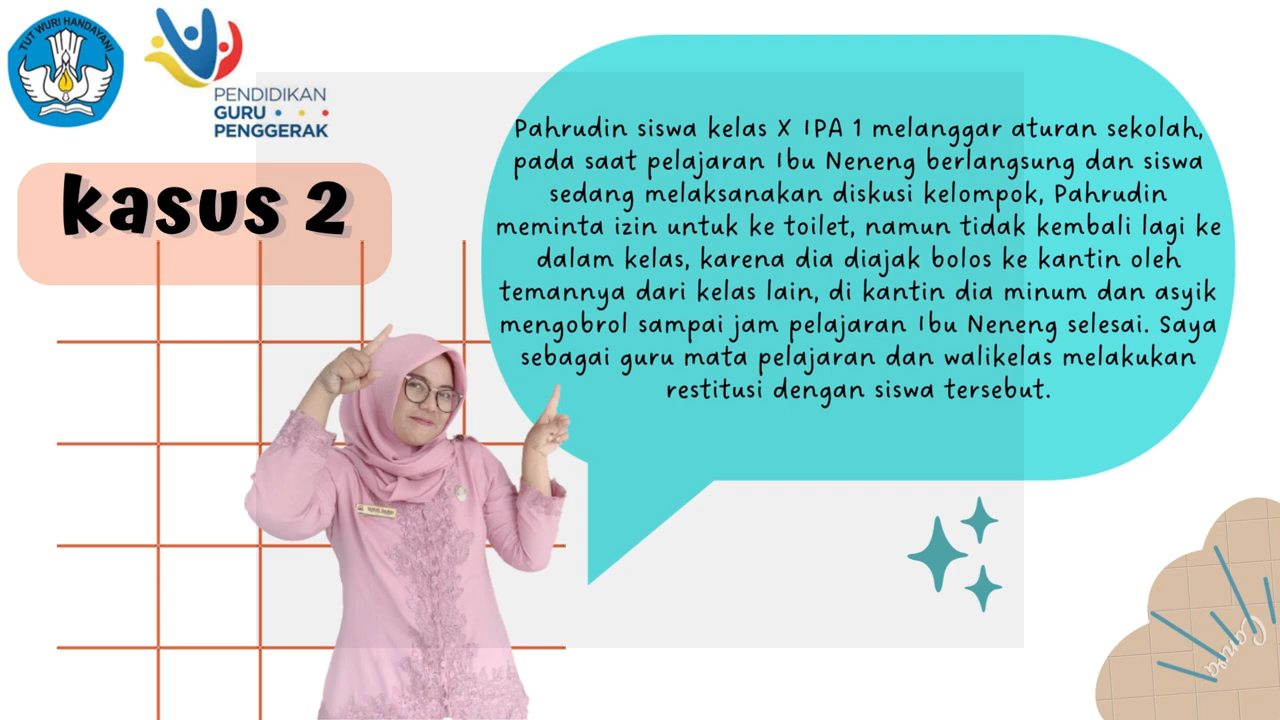 TUT WURI HANDAYANI
PENDIDIKAN
GURU
PENGGERAK
kasus 2
Pahrudin siswa kelas X IPA 1 melanggar aturan sekolah,
pada saat pelajaran Ibu Neneng berlangsung dan siswa
sedang melaksanakan diskusi kelompok, Pahrudin
meminta izin untuk ke toilet, namun tidak kembali lagi ke
dalam kelas, karena dia diajak bolos ke kantin oleh
temannya dari kelas lain, di kantin dia minum dan asyik
mengobrol sampai jam pelajaran Ibu Neneng selesai. Saya
sebagai guru mata pelajaran dan walikelas melakukan
restitusi dengan siswa tersebut.
Canva